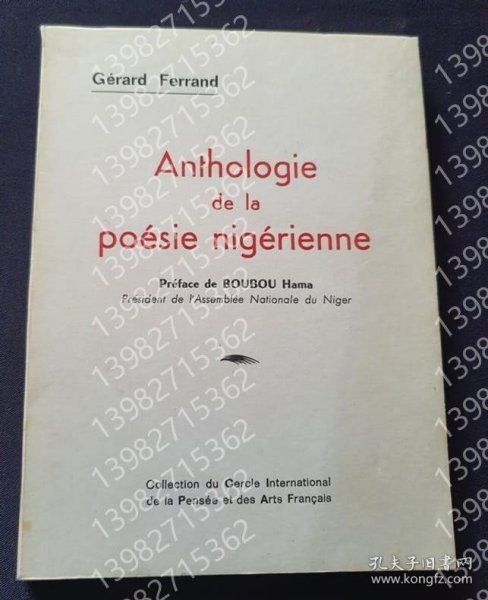 Gérard Ferrand
Anthologie
de la
poésie nigérienne
Préface de BOUBOU Hama
Président de l'Assemblée Nationale du Niger
Collection du Cercle International
de la Pensée et des Arts Français
13982715362
孔夫子旧书网
www.kongfz.com